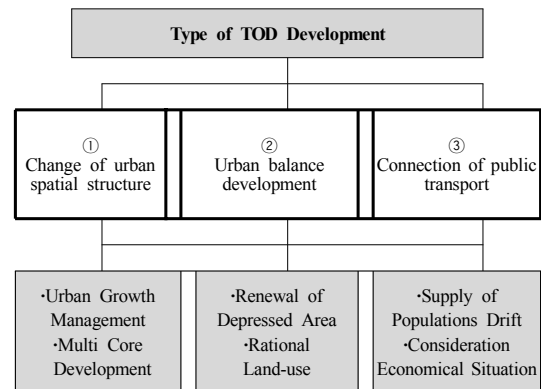 Type of TOD Development
①
Change of urban
spatial structure
②
Urban balance
development
③
Connection of public
transport
·Urban Growth
Management
·Multi Core
Development
·Renewal of
Depressed Area
·Rational
Land-use
·Supply of
Populations Drift
·Consideration
Economical Situation